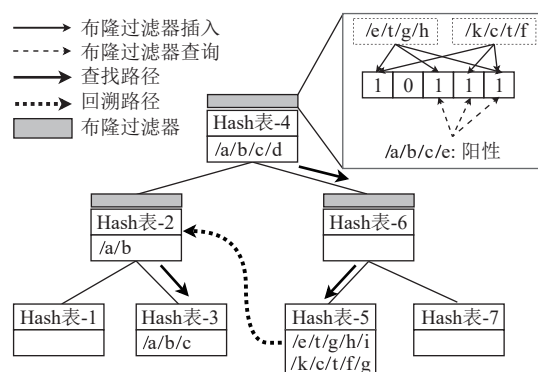 布隆过滤器插入
布隆过滤器查询
查找路径
回溯路径
布隆过滤器
/e/t/g/h
/k/c/t/f
1 0 1 1 1
/a/b/c/e: 阳性
Hash表-4
/a/b/c/d
Hash表-2
/a/b
Hash表-6
Hash表-1
Hash表-3
/a/b/c
Hash表-5
/e/t/g/h/i
/k/c/t/f/g
Hash表-7